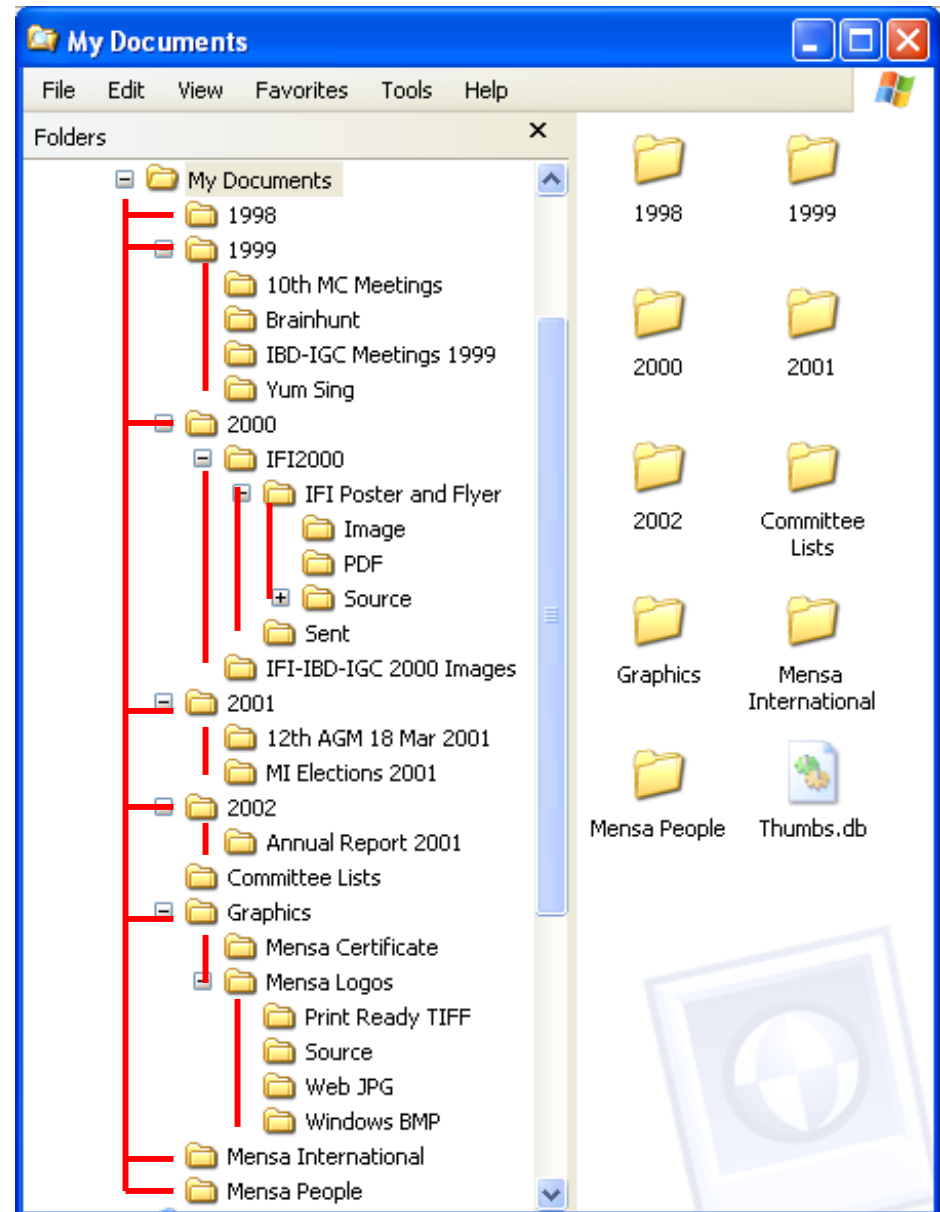 My Documents
File Edit View Favorites Tools Help
Folders
My Documents
1998
1999
10th MC Meetings
Brainhunt
IBD-IGC Meetings 1999
Yum Sing
2000
IFI2000
IFI Poster and Flyer
Image
PDF
Source
Sent
IFI-IBD-IGC 2000 Images
2001
12th AGM 18 Mar 2001
MI Elections 2001
2002
Annual Report 2001
Committee Lists
Graphics
Mensa Certificate
Mensa Logos
Print Ready TIFF
Source
Web JPG
Windows BMP
Mensa International
Mensa People
1998 1999
2000 2001
2002 Committee
Lists
Graphics Mensa
International
Mensa People Thumbs.db